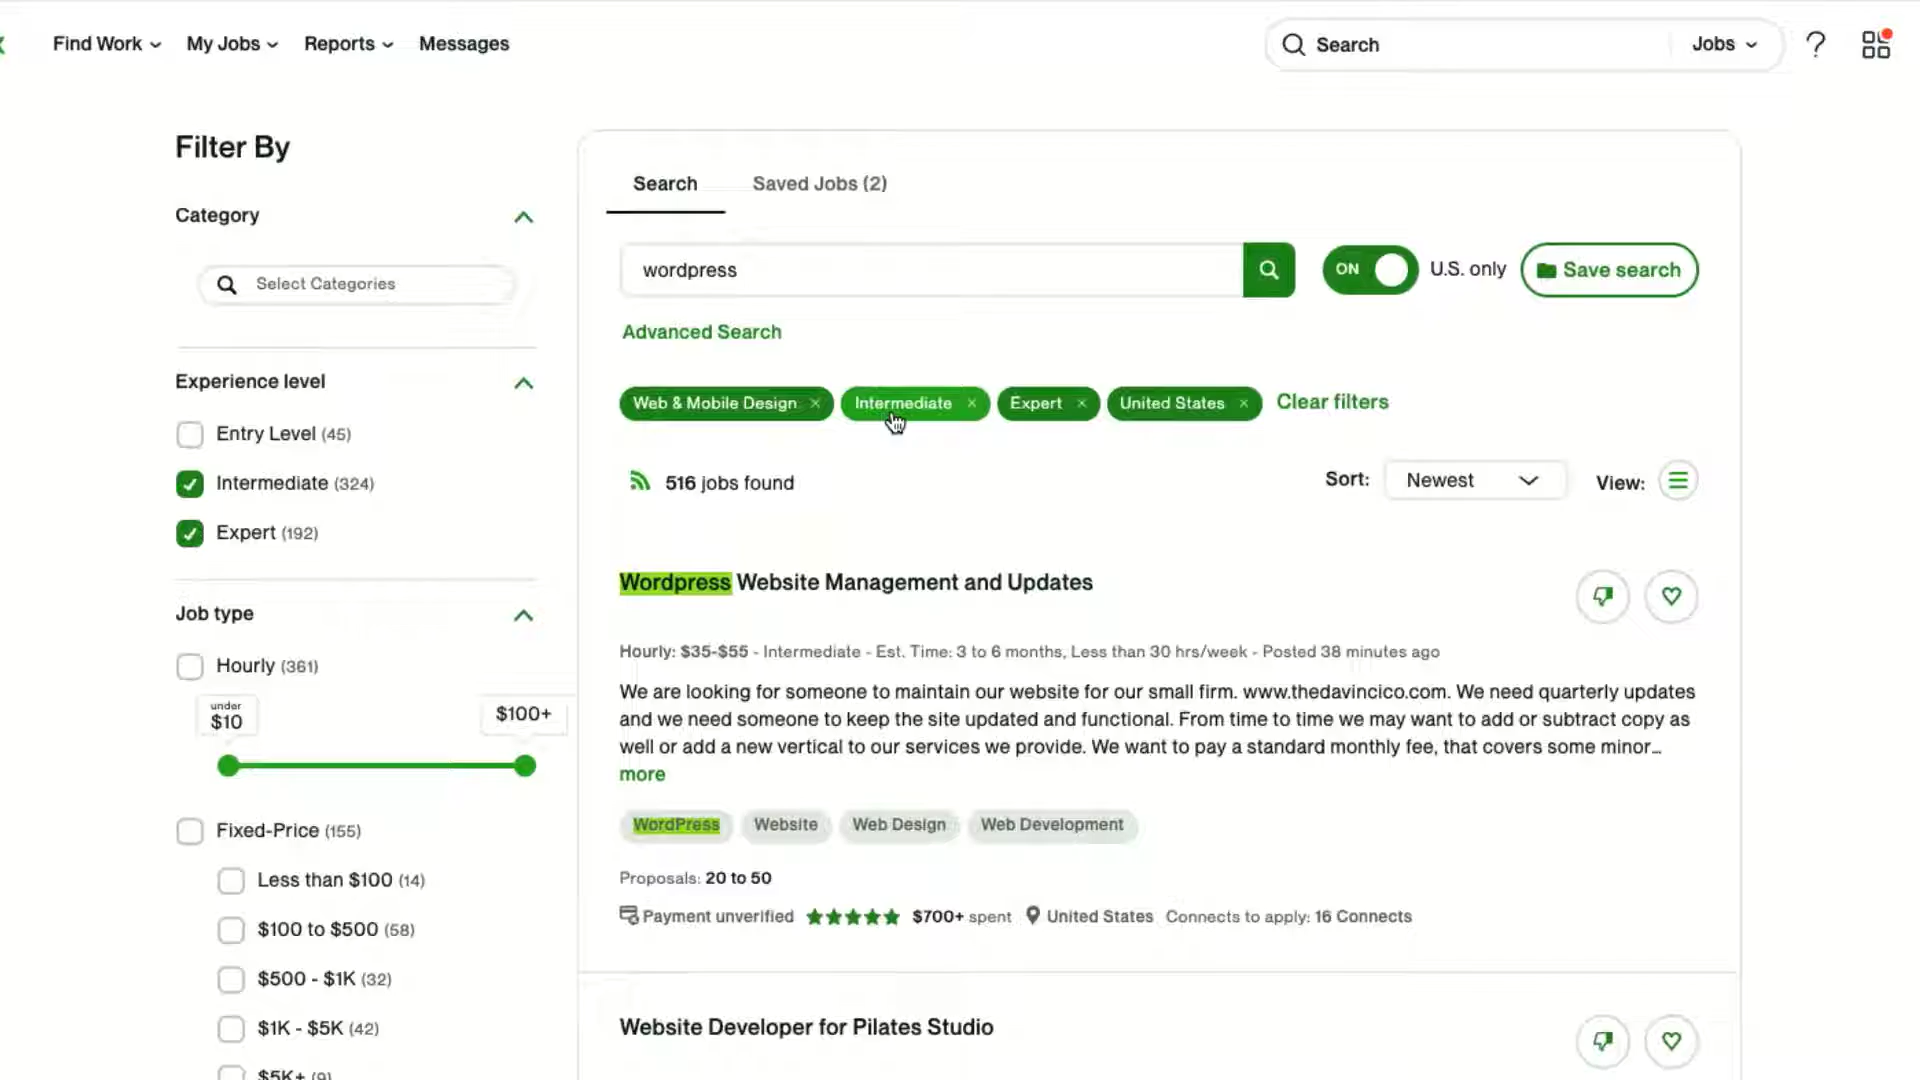 Find Work
My Jobs
Reports
Messages
Search
Jobs
Filter By
Category
Select Categories
Experience level
Entry Level (45)
Intermediate (324)
Expert (192)
Job type
Hourly (361)
under
$10
$100+
Fixed-Price (155)
Less than $100 (14)
$100 to $500 (58)
$500 - $1K (32)
$1K - $5K (42)
$5K+ (9)
Search
Saved Jobs (2)
wordpress
ON
U.S. only
Save search
Advanced Search
Web & Mobile Design ×
Intermediate ×
Expert ×
United States ×
Clear filters
516 jobs found
Sort:
Newest
View:
Wordpress Website Management and Updates
Hourly: $35-$55 - Intermediate - Est. Time: 3 to 6 months, Less than 30 hrs/week - Posted 38 minutes ago
We are looking for someone to maintain our website for our small firm. www.thedavincico.com. We need quarterly updates
and we need someone to keep the site updated and functional. From time to time we may want to add or subtract copy as
well or add a new vertical to our services we provide. We want to pay a standard monthly fee, that covers some minor…
more
WordPress
Website
Web Design
Web Development
Proposals: 20 to 50
Payment unverified
$700+ spent
United States
Connects to apply: 16 Connects
Website Developer for Pilates Studio